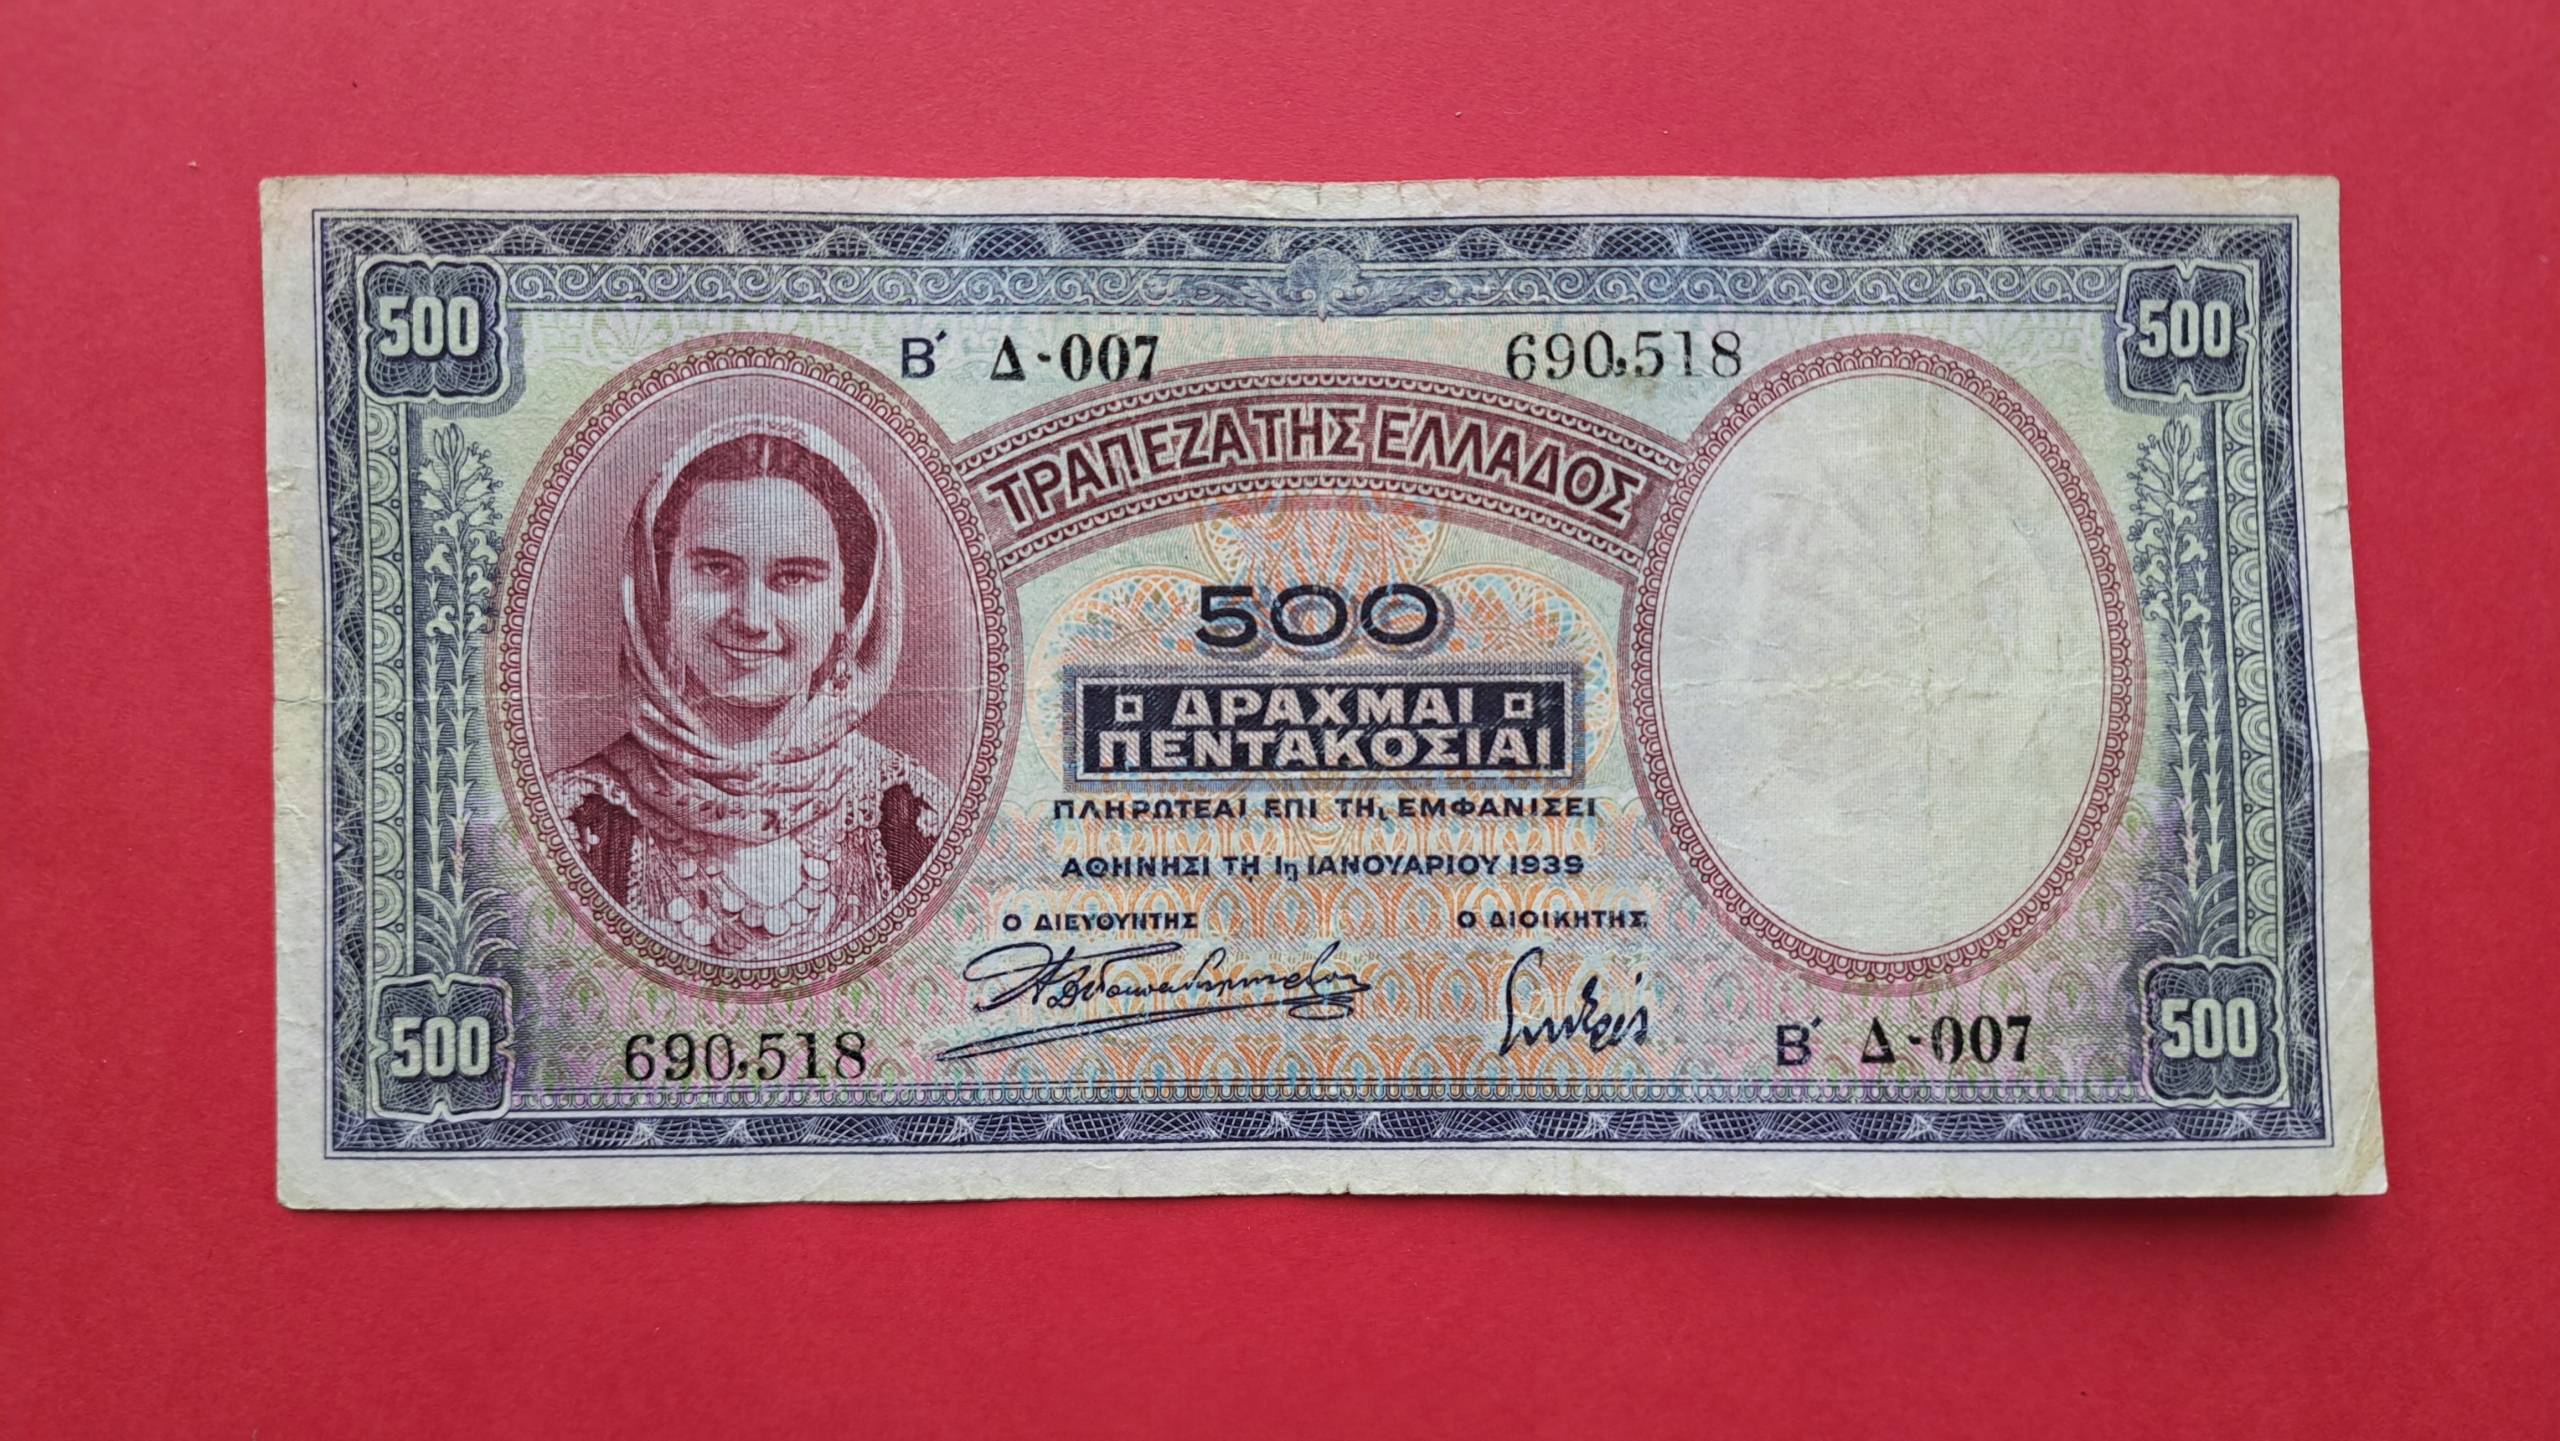 500
500
Β΄ Δ-007
690,518
ΤΡΑΠΕΖΑ ΤΗΣ ΕΛΛΑΔΟΣ
500
ΔΡΑΧΜΑΙ
ΠΕΝΤΑΚΟΣΙΑΙ
ΠΛΗΡΩΤΕΑΙ ΕΠΙ ΤΗι ΕΜΦΑΝΙΣΕΙ
ΑΘΗΝΗΣΙ ΤΗ 1η ΙΑΝΟΥΑΡΙΟΥ 1939
Ο ΔΙΕΥΘΥΝΤΗΣ
Ο ΔΙΟΙΚΗΤΗΣ
690,518
Β΄ Δ-007
500
500